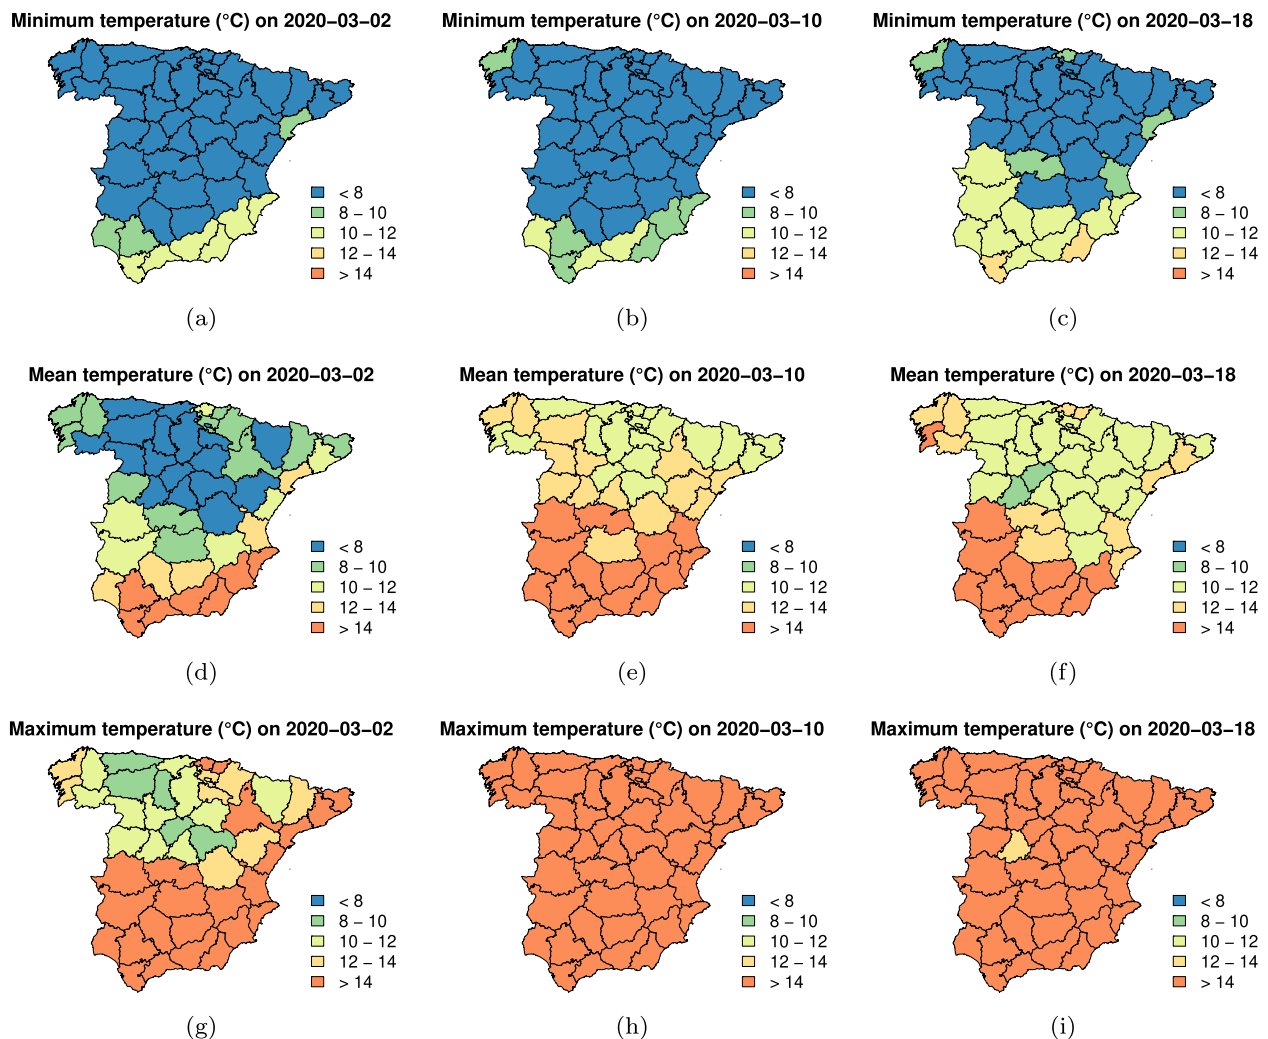 Minimum temperature (°C) on 2020−03−02
Minimum temperature (°C) on 2020−03−10
Minimum temperature (°C) on 2020−03−18
< 8
8 − 10
10 − 12
12 − 14
> 14
< 8
8 − 10
10 − 12
12 − 14
> 14
< 8
8 − 10
10 − 12
12 − 14
> 14
(a)
(b)
(c)
Mean temperature (°C) on 2020−03−02
Mean temperature (°C) on 2020−03−10
Mean temperature (°C) on 2020−03−18
< 8
8 − 10
10 − 12
12 − 14
> 14
< 8
8 − 10
10 − 12
12 − 14
> 14
< 8
8 − 10
10 − 12
12 − 14
> 14
(d)
(e)
(f)
Maximum temperature (°C) on 2020−03−02
Maximum temperature (°C) on 2020−03−10
Maximum temperature (°C) on 2020−03−18
< 8
8 − 10
10 − 12
12 − 14
> 14
< 8
8 − 10
10 − 12
12 − 14
> 14
< 8
8 − 10
10 − 12
12 − 14
> 14
(g)
(h)
(i)